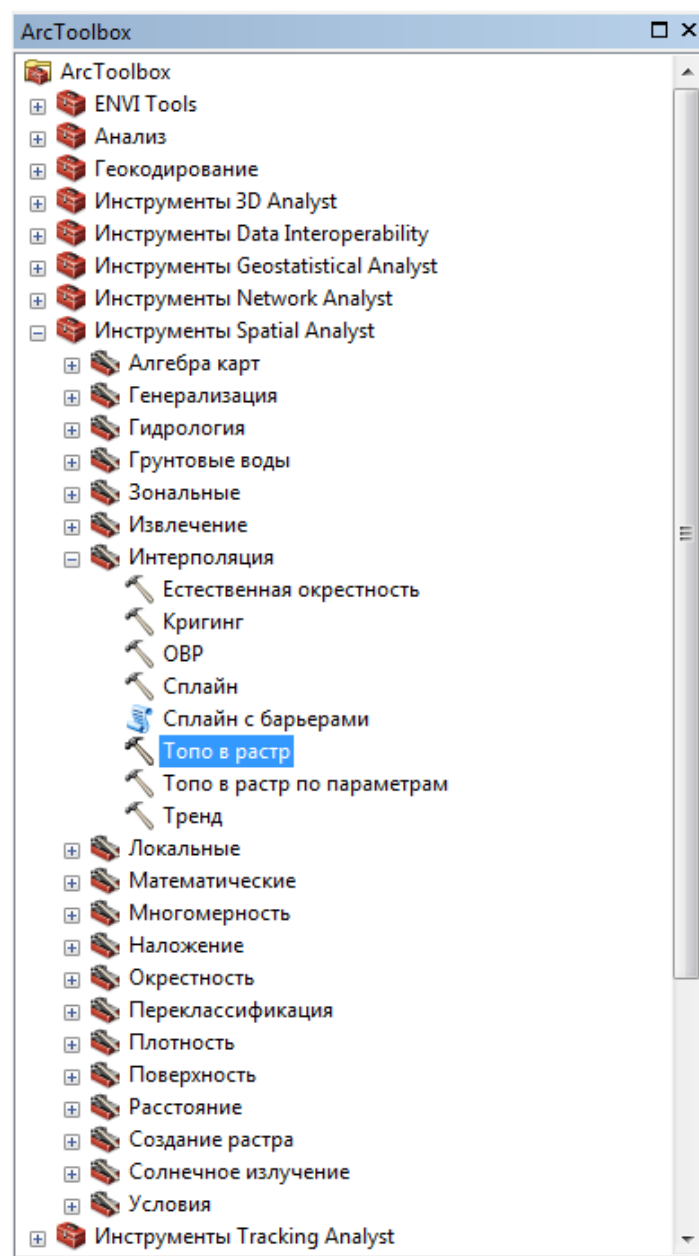 ArcToolbox
ArcToolbox
ENVI Tools
Анализ
Геокодирование
Инструменты 3D Analyst
Инструменты Data Interoperability
Инструменты Geostatistical Analyst
Инструменты Network Analyst
Инструменты Spatial Analyst
Алгебра карт
Генерализация
Гидрология
Грунтовые воды
Зональные
Извлечение
Интерполяция
Естественная окрестность
Кригинг
ОВР
Сплайн
Сплайн с барьерами
Топо в растр
Топо в растр по параметрам
Тренд
Локальные
Математические
Многомерность
Наложение
Окрестность
Переклассификация
Плотность
Поверхность
Расстояние
Создание растра
Солнечное излучение
Условия
Инструменты Tracking Analyst